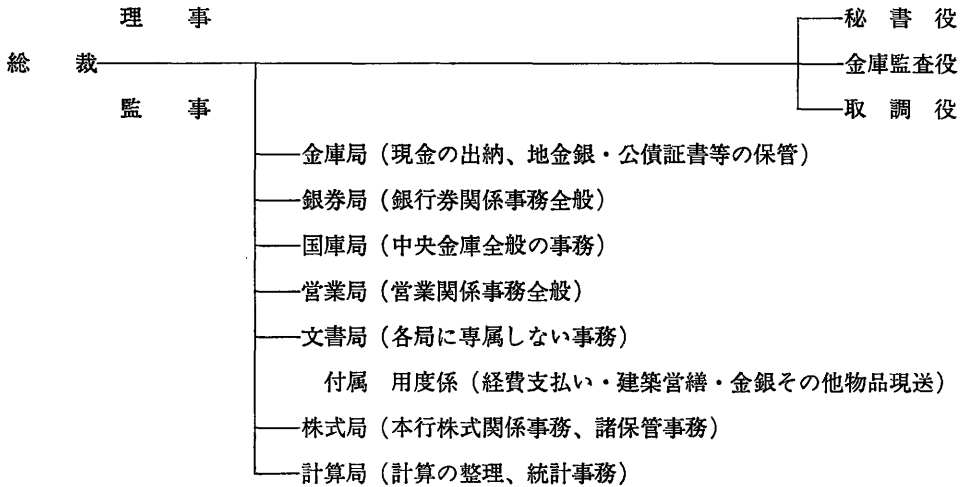 理事
秘書役
総裁
金庫監査役
監事
取調役
金庫局（現金の出納、地金銀・公債証書等の保管）
銀券局（銀行券関係事務全般）
国庫局（中央金庫全般の事務）
営業局（営業関係事務全般）
文書局（各局に専属しない事務）
付属　用度係（経費支払い・建築営繕・金銀その他物品現送）
株式局（本行株式関係事務、諸保管事務）
計算局（計算の整理、統計事務）